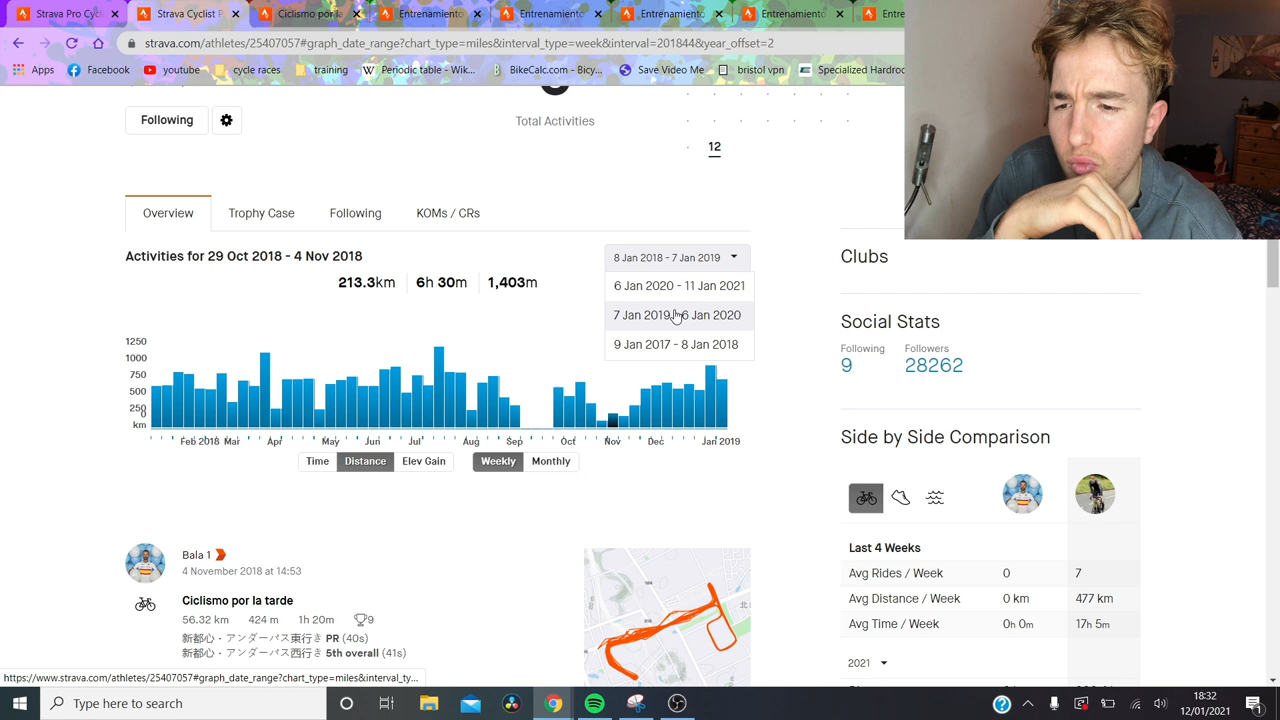 Strava Pro Cyc
Strava Cyclist P
Ciclismo por la
Entrenamiento
Entrenamiento
Entrenamiento
Entrenamiento
Entre
strava.com/athletes/25407057#graph_date_range?chart_type=miles&interval_type=week&interval=201844&year_offset=2
Apps
Facebook
youtube
cycle races
training
Periodic table - Wik...
BikeCalc.com - Bicy...
Save Video Me
bristol vpn
Specialized Hardroc
Following
Total Activities
12
Overview
Trophy Case
Following
KOMs / CRs
Activities for 29 Oct 2018 - 4 Nov 2018
8 Jan 2018 - 7 Jan 2019
213.3km
6h 30m
1,403m
6 Jan 2020 - 11 Jan 2021
7 Jan 2019 - 6 Jan 2020
9 Jan 2017 - 8 Jan 2018
1250
1000
750
500
250
0
km
Feb 2018
Mar
Apr
May
Jun
Jul
Aug
Sep
Oct
Nov
Dec
Jan 2019
Time
Distance
Elev Gain
Weekly
Monthly
Bala 1
4 November 2018 at 14:53
Ciclismo por la tarde
56.32 km
424 m
1h 20m
9
新都心・アンダーパス東行き PR (40s)
新都心・アンダーパス西行き 5th overall (41s)
Clubs
Social Stats
Following
Followers
9
28262
Side by Side Comparison
Last 4 Weeks
Avg Rides / Week
0
7
Avg Distance / Week
0 km
477 km
Avg Time / Week
0h 0m
17h 5m
2021
https://www.strava.com/athletes/25407057#graph_date_range?chart_type=miles&interval_ty...
Type here to search
18:32
12/01/2021
1